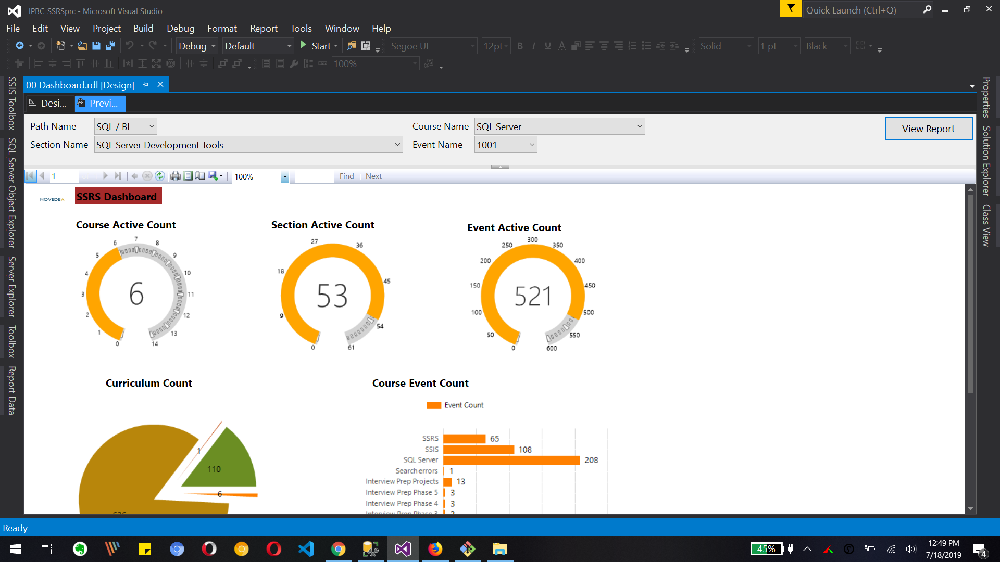 IPBC_SSRSprc - Microsoft Visual Studio
Quick Launch (Ctrl+Q)
File Edit View Project Build Debug Format Report Tools Window Help
Debug Default Start Segoe UI 12pt B I U A Solid 1 pt Black
100%
00 Dashboard.rdl [Design]
Desi... Previ...
Path Name SQL / BI Course Name SQL Server View Report
Section Name SQL Server Development Tools Event Name 1001
1 100% Find Next
SSIS Toolbox
SQL Server Object Explorer
Server Explorer
Toolbox
Report Data
Properties
Solution Explorer
Class View
NOVEDEA SSRS Dashboard
Course Active Count
0 1 2 3 4 5 6 7 8 9 10 11 12 13 14
6
Section Active Count
0 9 18 27 36 45 54 61
53
Event Active Count
0 50 100 150 200 250 300 350 400 450 500 550 600
521
Curriculum Count
1
110
6
Course Event Count
Event Count
SSRS 65
SSIS 108
SQL Server 208
Search errors 1
Interview Prep Projects 13
Interview Prep Phase 5 3
Interview Prep Phase 4 3
Interview Prep Phase 3
Ready
45%
12:49 PM
7/18/2019
4